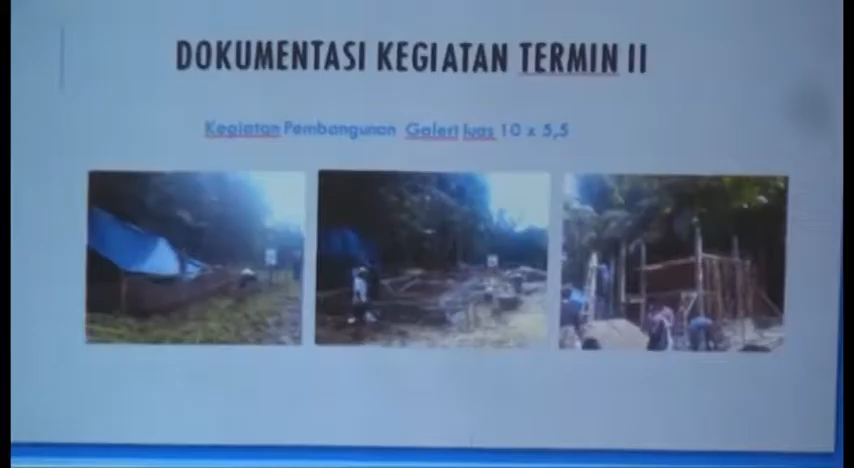 DOKUMENTASI KEGIATAN TERMIN II
Kegiatan Pembangunan Galeri luas 10 x 5,5